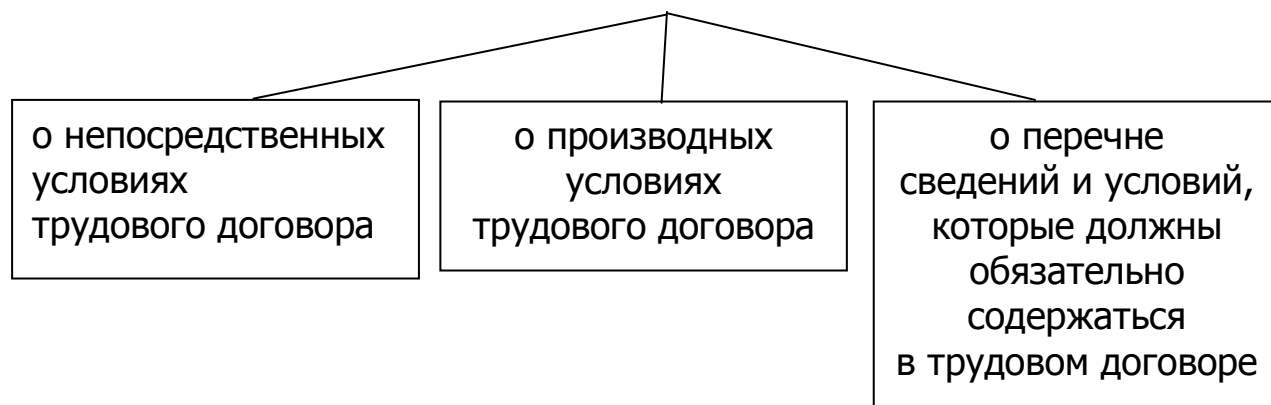 о непосредственных
условиях
трудового договора
о производных
условиях
трудового договора
о перечне
сведений и условий,
которые должны
обязательно
содержаться
в трудовом договоре